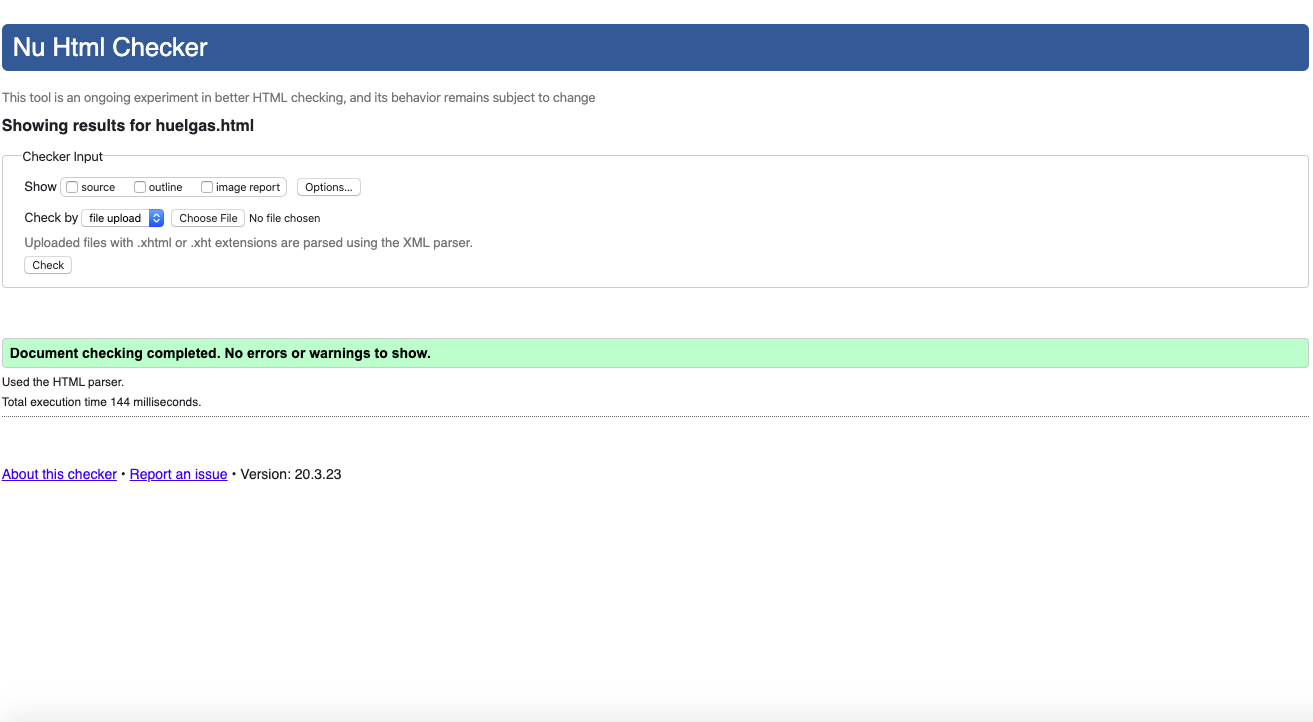 Nu Html Checker
This tool is an ongoing experiment in better HTML checking, and its behavior remains subject to change
Showing results for huelgas.html
Checker Input
Show source outline image report Options...
Check by file upload Choose File No file chosen
Uploaded files with .xhtml or .xht extensions are parsed using the XML parser.
Check
Document checking completed. No errors or warnings to show.
Used the HTML parser.
Total execution time 144 milliseconds.
About this checker • Report an issue • Version: 20.3.23